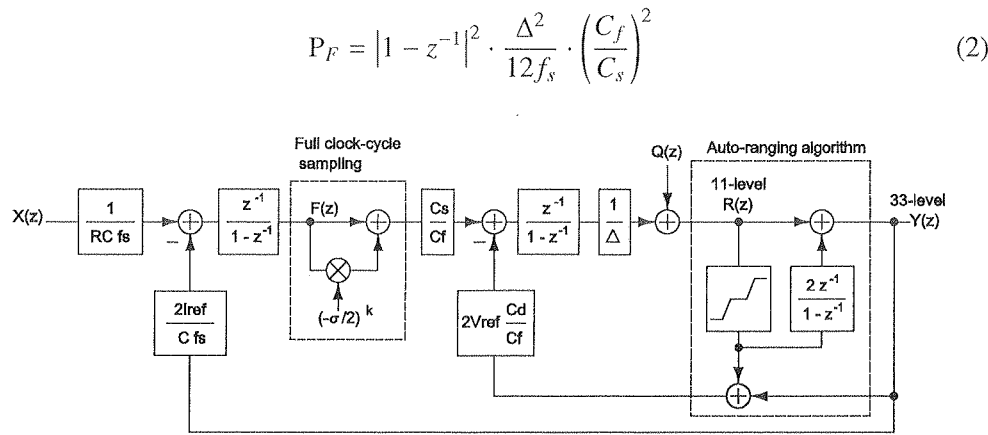 P_F = |1 − z^{−1}|^2 · Δ^2 / 12f_s · (C_f / C_s)^2 (2)
Full clock-cycle
sampling
Auto-ranging algorithm
Q(z)
11-level
R(z)
33-level
X(z)
1 / RC fs
−
z^{-1} / 1 - z^{-1}
F(z)
Cs / Cf
−
z^{-1} / 1 - z^{-1}
1 / Δ
Y(z)
(-σ/2)^k
2Iref / C fs
2Vref Cd / Cf
2 z^{-1} / 1 - z^{-1}